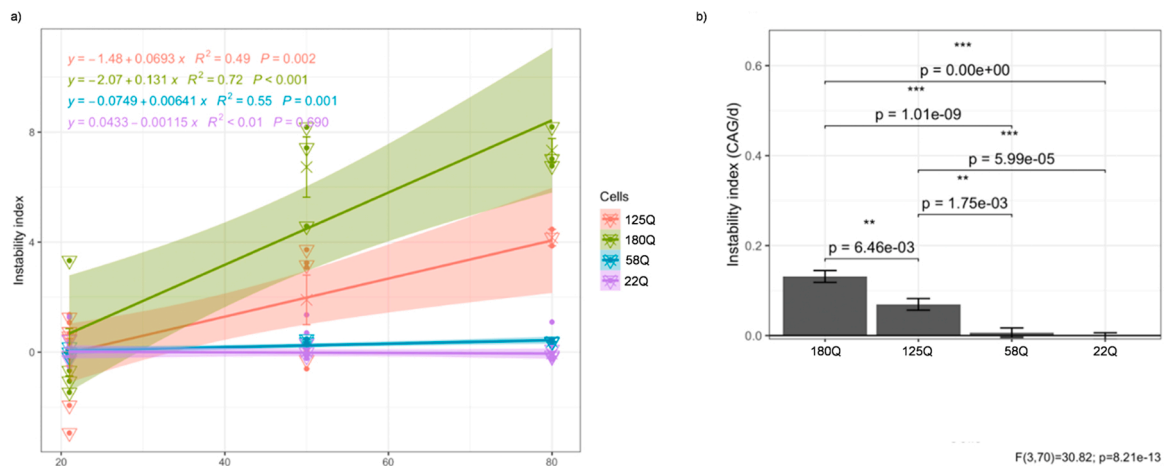 a)
y = −1.48 + 0.0693 x R² = 0.49 P = 0.002
y = −2.07 + 0.131 x R² = 0.72 P < 0.001
y = −0.0749 + 0.00641 x R² = 0.55 P = 0.001
y = 0.0433 − 0.00115 x R² < 0.01 P = 0.690
Instability index
8
4
0
20
40
60
80
Cells
125Q
180Q
58Q
22Q
b)
Instability index (CAG/d)
0.6
0.4
0.2
0.0
***
p = 0.00e+00
***
p = 1.01e-09
***
p = 5.99e-05
**
p = 1.75e-03
**
p = 6.46e-03
180Q
125Q
58Q
22Q
F(3,70)=30.82; p=8.21e-13